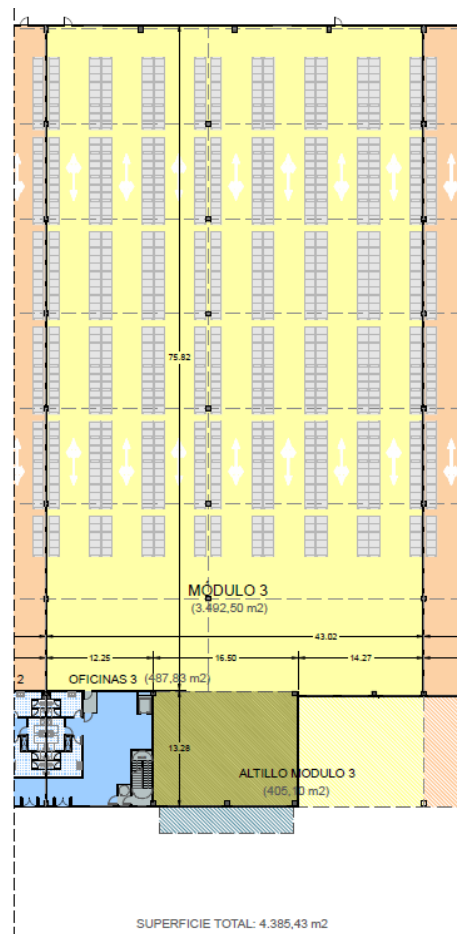 75.82
MÓDULO 3
(3.492,50 m2)
43.02
12.25
16.50
14.27
2
OFICINAS 3 (487,83 m2)
13.28
ALTILLO MODULO 3
(405,10 m2)
SUPERFICIE TOTAL: 4.385,43 m2